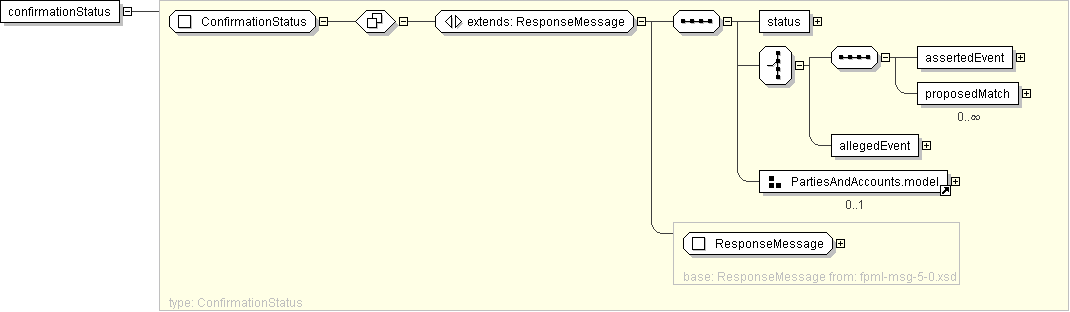 confirmationStatus
ConfirmationStatus
extends: ResponseMessage
status
assertedEvent
proposedMatch
0..∞
allegedEvent
PartiesAndAccounts.model
0..1
ResponseMessage
base: ResponseMessage from: fpml-msg-5-0.xsd
type: ConfirmationStatus